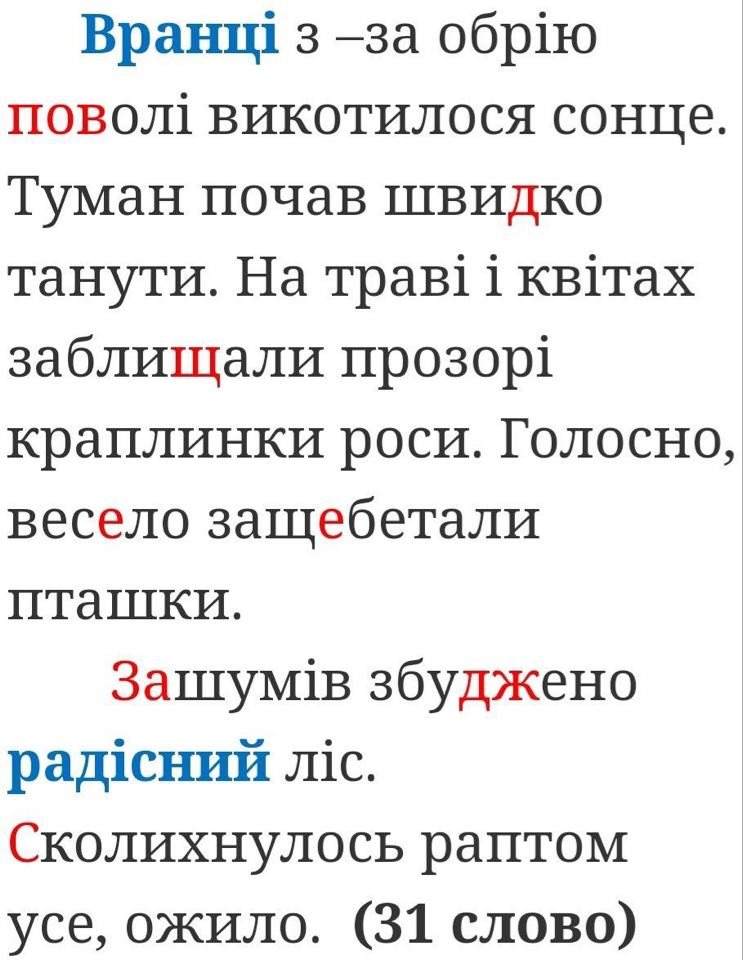 Вранці з –за обрію
поволі викотилося сонце.
Туман почав швидко
танути. На траві і квітах
заблищали прозорі
краплинки роси. Голосно,
весело защебетали
пташки.
Зашумів збуджено
радісний ліс.
Сколихнулось раптом
усе, ожило. (31 слово)